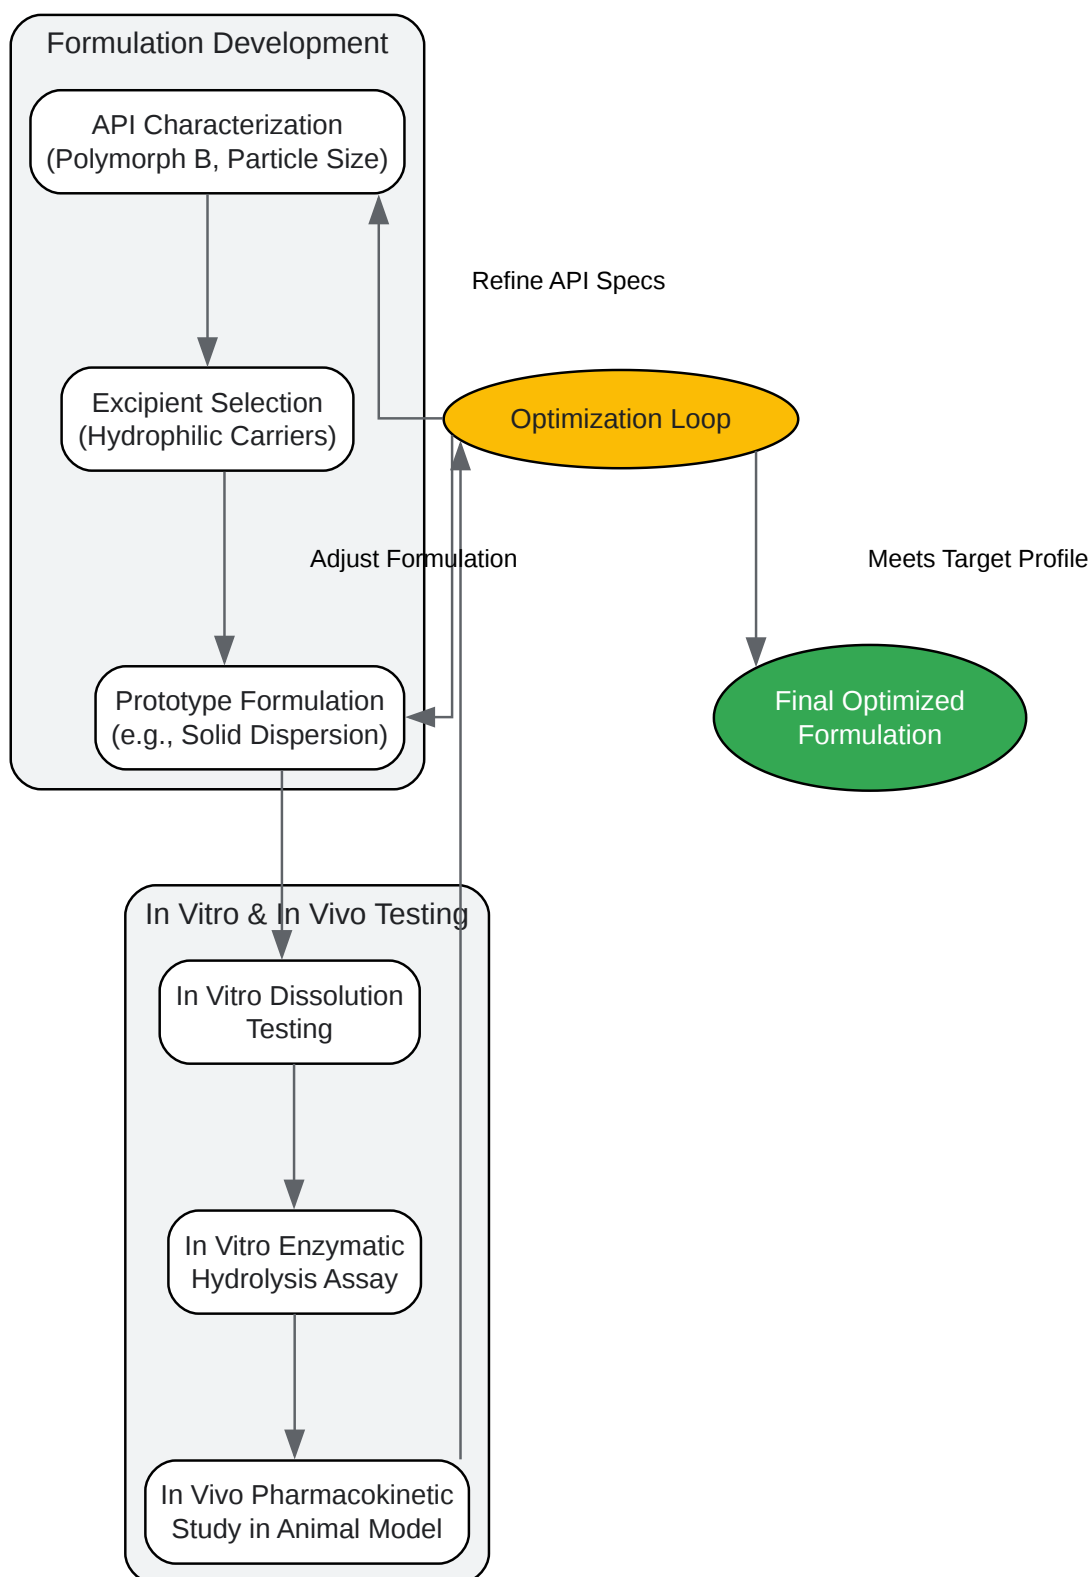 Formulation Development
API Characterization
(Polymorph B, Particle Size)
Refine API Specs
Excipient Selection
(Hydrophilic Carriers)
Optimization Loop
Adjust Formulation
Meets Target Profile
Prototype Formulation
(e.g., Solid Dispersion)
Final Optimized
Formulation
In Vitro & In Vivo Testing
In Vitro Dissolution
Testing
In Vitro Enzymatic
Hydrolysis Assay
In Vivo Pharmacokinetic
Study in Animal Model